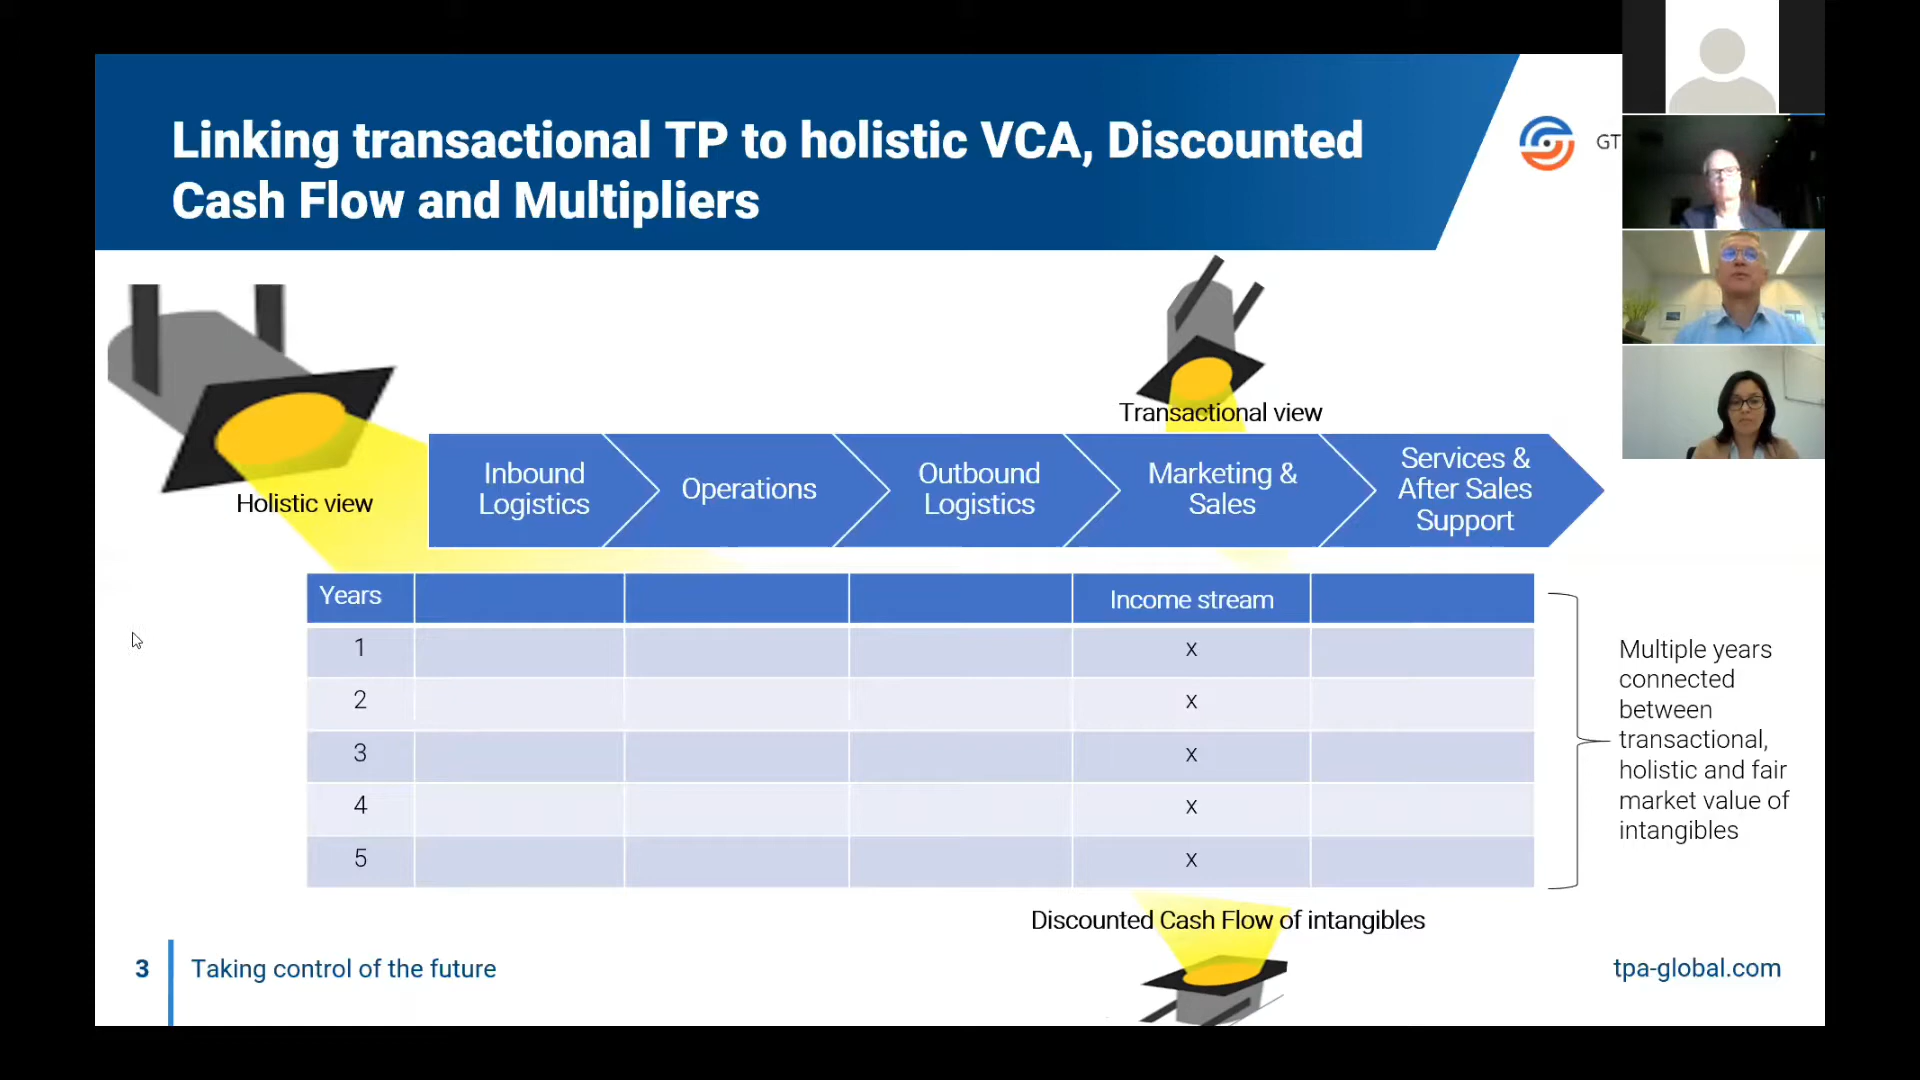 Linking transactional TP to holistic VCA, Discounted
Cash Flow and Multipliers
GT
Transactional view
Holistic view
Inbound
Logistics
Operations
Outbound
Logistics
Marketing &
Sales
Services &
After Sales
Support
Years
Income stream
1
x
2
x
3
x
4
x
5
x
Multiple years
connected
between
transactional,
holistic and fair
market value of
intangibles
Discounted Cash Flow of intangibles
3
Taking control of the future
tpa-global.com